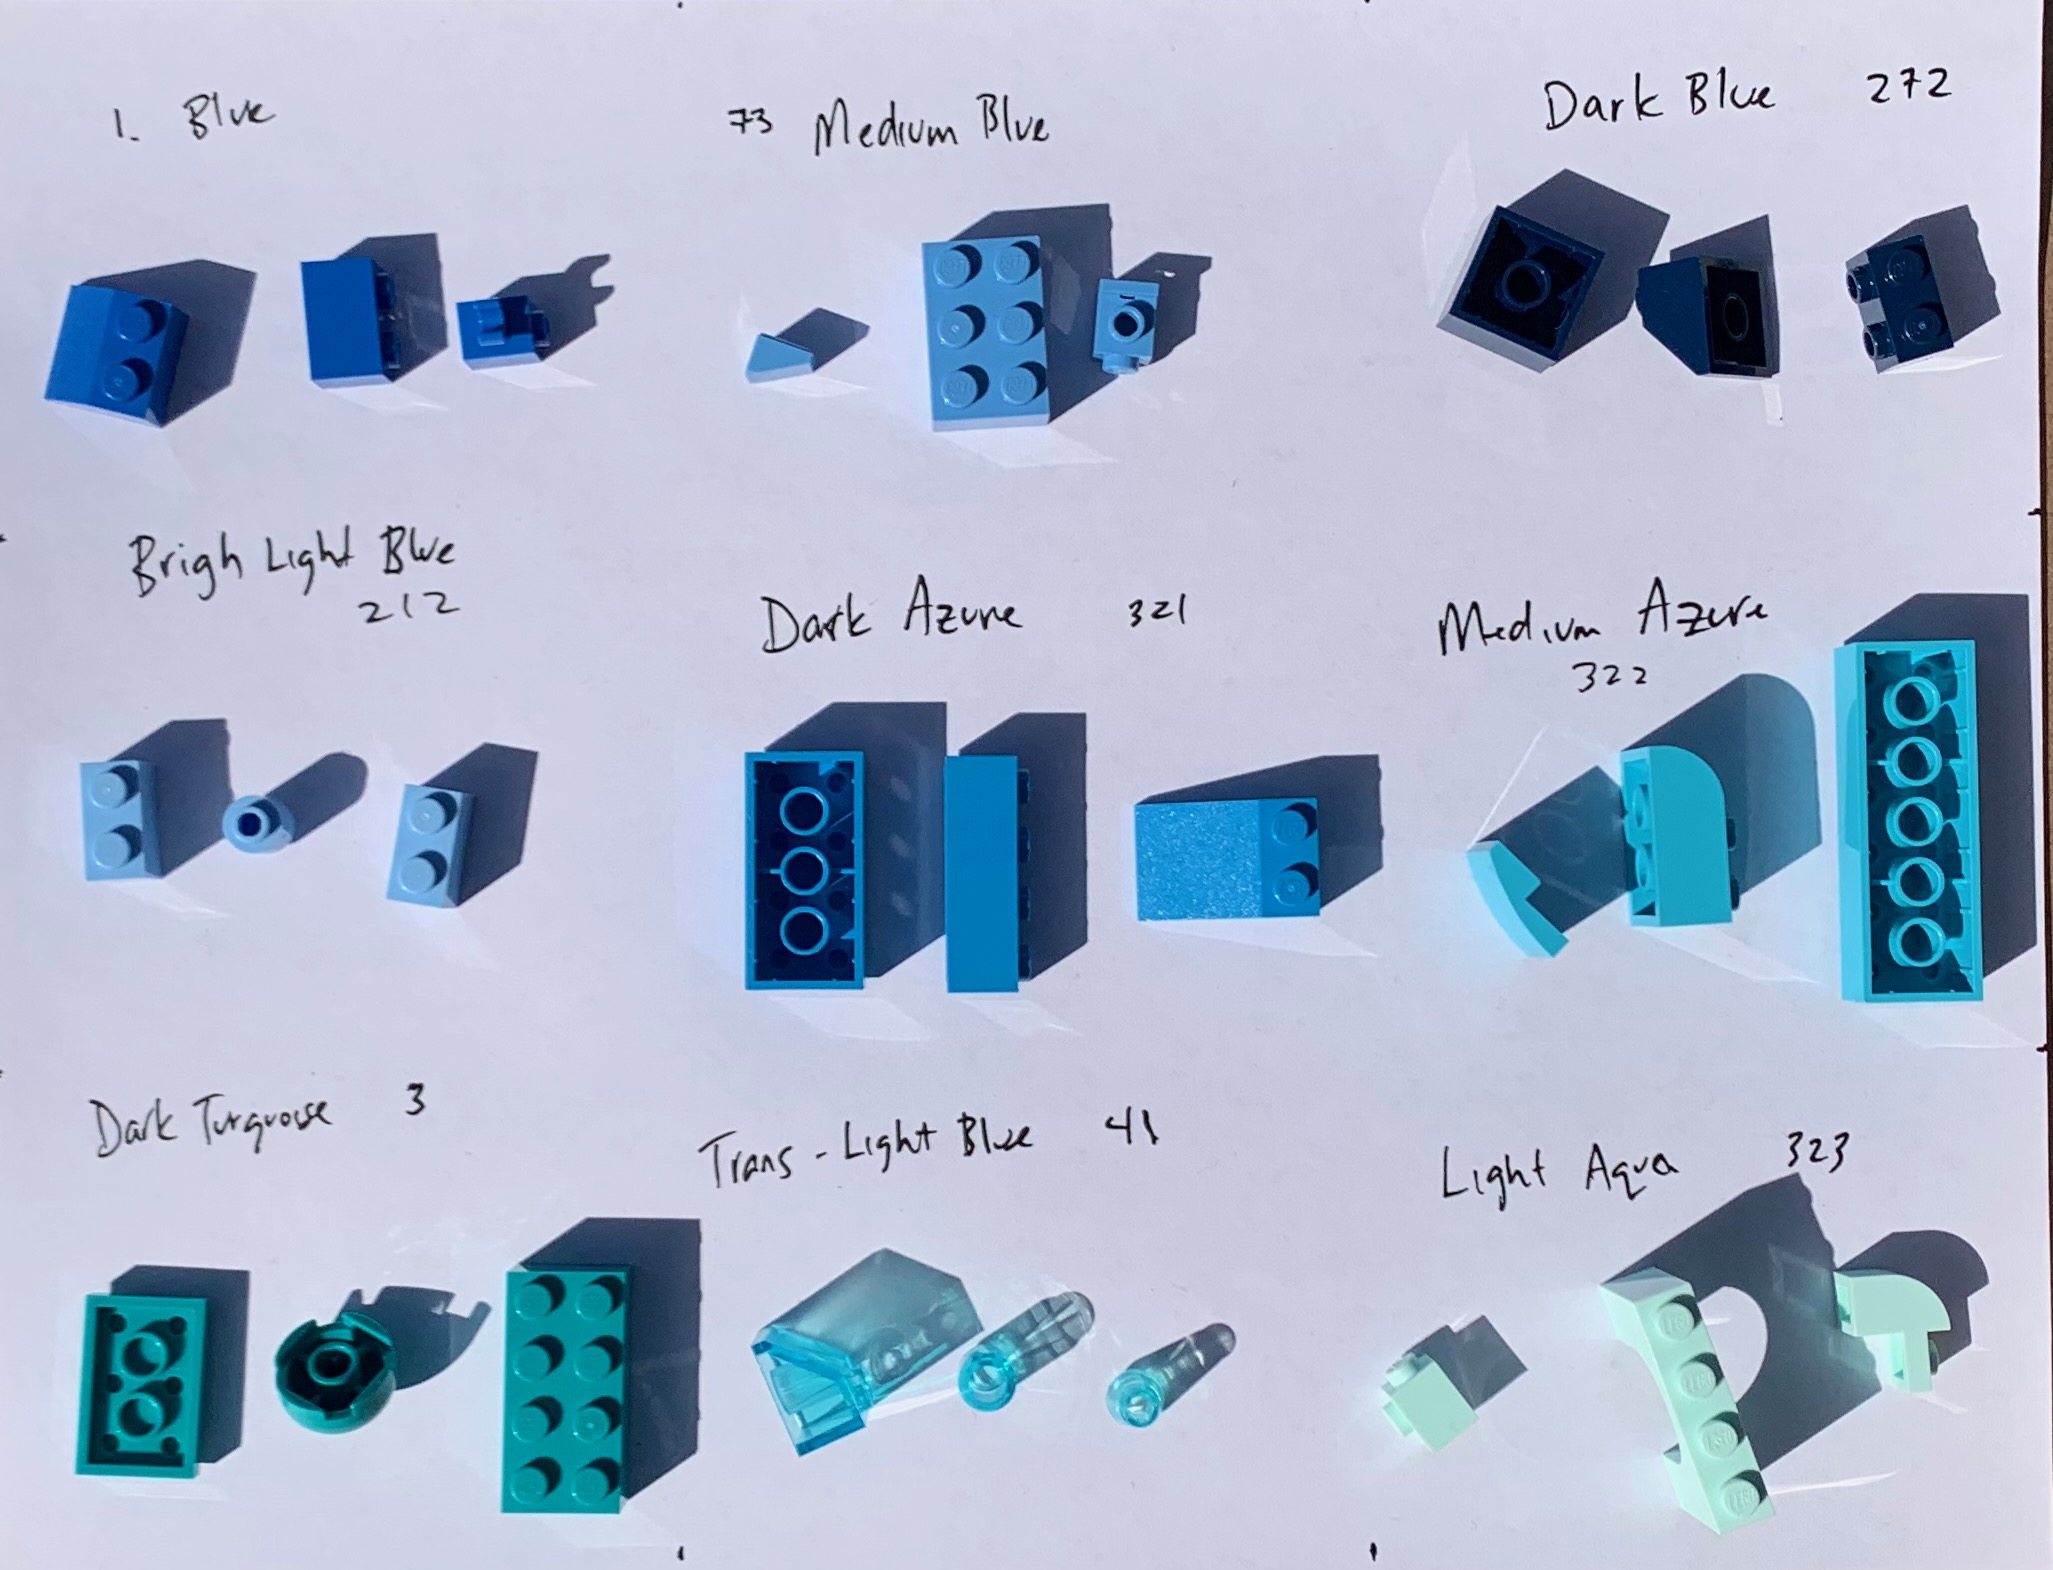 1. Blue
73 Medium Blue
Dark Blue 272
Brigh Light Blue
212
Dark Azure 321
Medium Azure
322
Dark Turquoise 3
Trans - Light Blue 41
Light Aqua 323